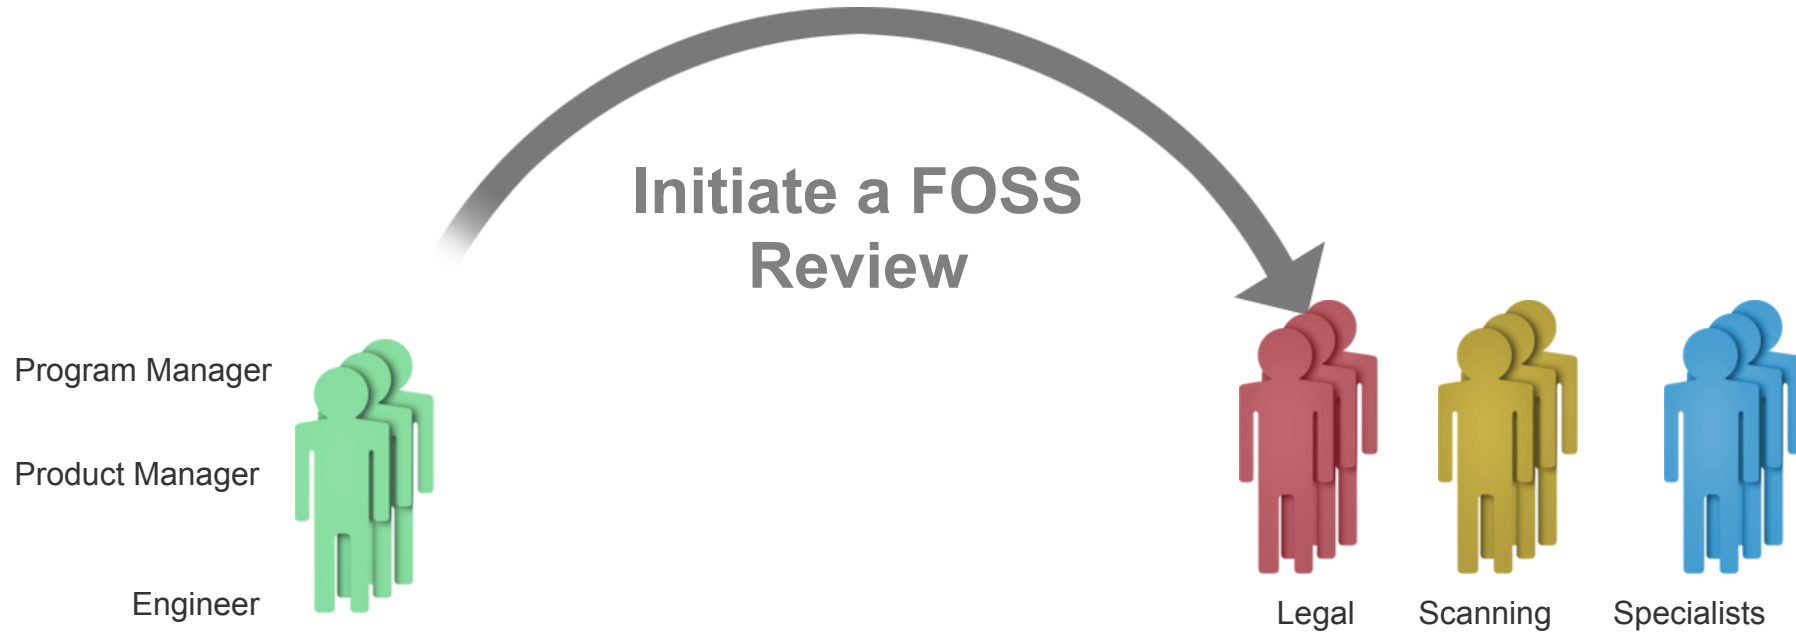 Initiate a FOSS
Review
Program Manager
Product Manager
Engineer
Legal
Scanning
Specialists